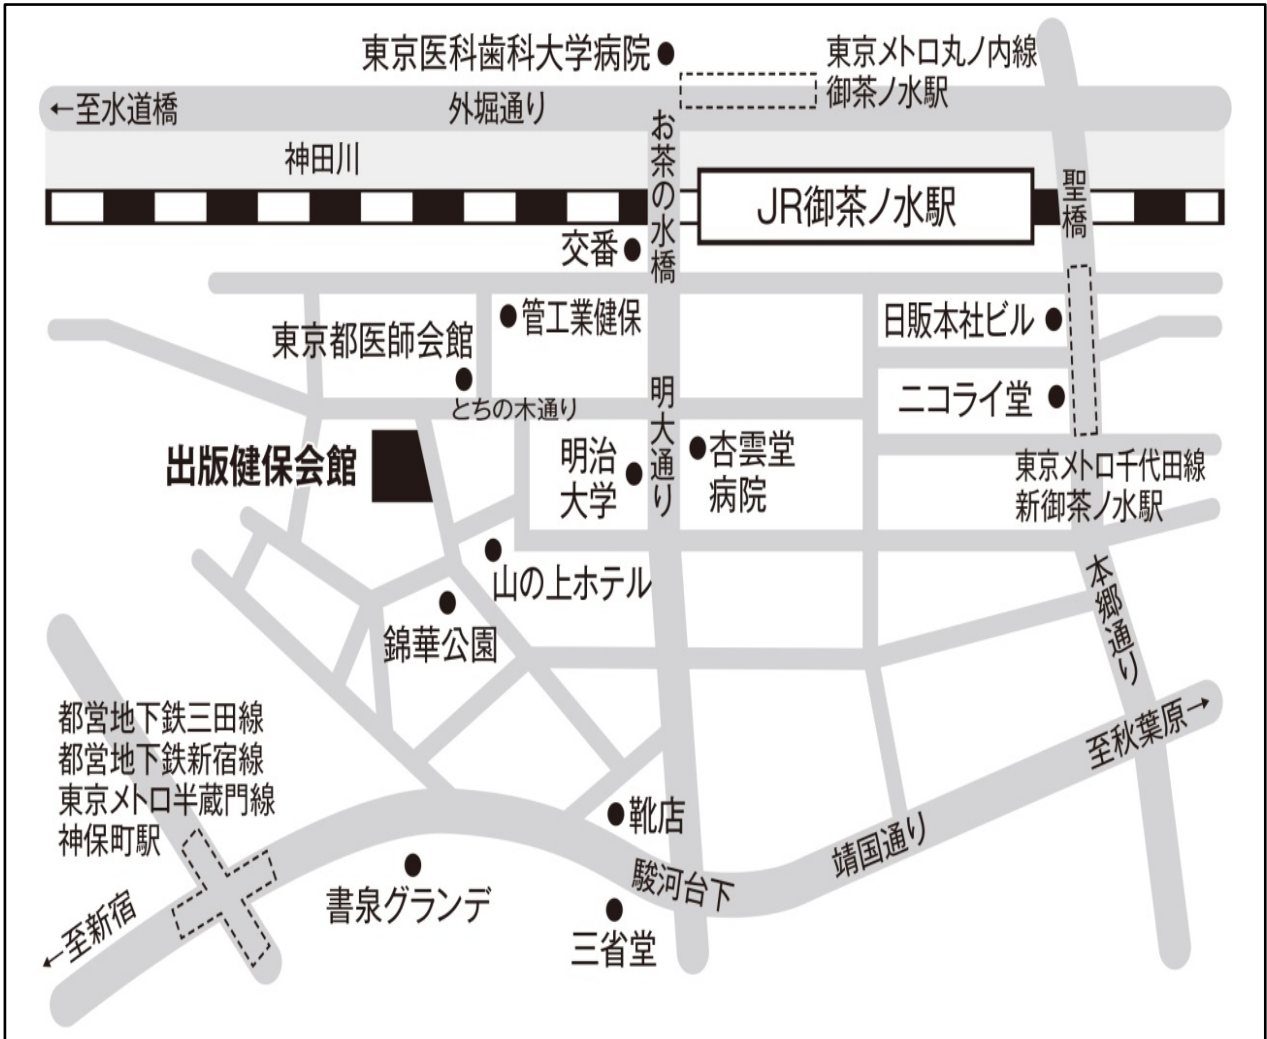 東京医科歯科大学病院
東京メトロ丸ノ内線
御茶ノ水駅
←至水道橋
外堀通り
お茶の水橋
神田川
JR御茶ノ水駅
聖橋
交番
管工業健保
日販本社ビル
東京都医師会館
とちの木通り
明大通り
ニコライ堂
出版健保会館
明治
大学
杏雲堂
病院
東京メトロ千代田線
新御茶ノ水駅
山の上ホテル
錦華公園
本郷通り
都営地下鉄三田線
都営地下鉄新宿線
東京メトロ半蔵門線
神保町駅
至秋葉原→
靴店
靖国通り
駿河台下
書泉グランデ
三省堂
←至新宿